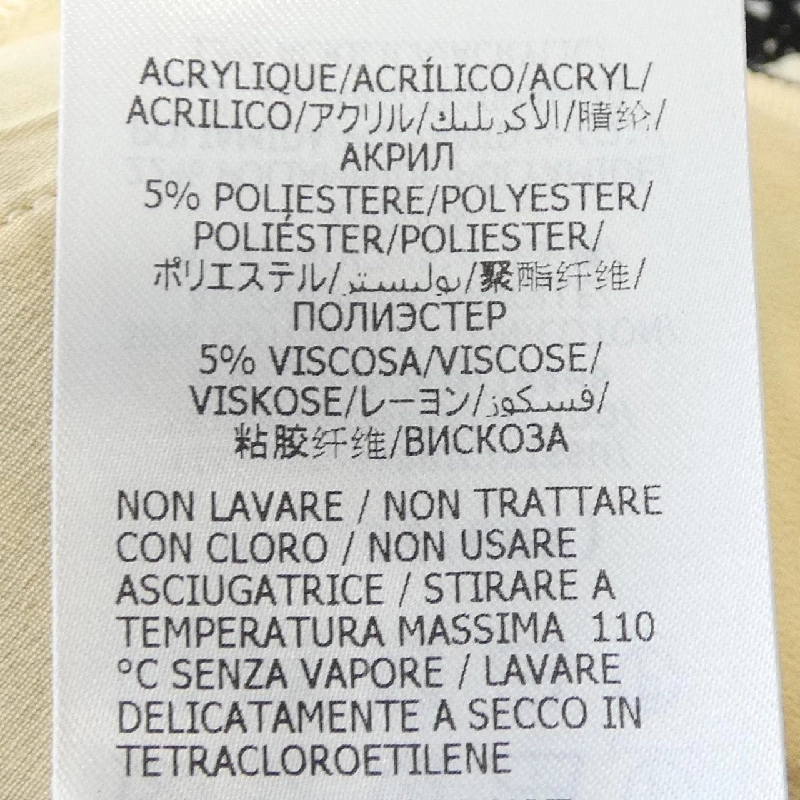 ACRYLIQUE/ACRÍLICO/ACRYL/
ACRILICO/アクリル/الأكريليك/腈纶/
АКРИЛ
5% POLIESTERE/POLYESTER/
POLIÉSTER/POLIESTER/
ポリエステル/بوليستر/聚酯纤维/
ПОЛИЭСТЕР
5% VISCOSA/VISCOSE/
VISKOSE/レーヨン/فسكوز/
粘胶纤维/ВИСКОЗА
NON LAVARE / NON TRATTARE
CON CLORO / NON USARE
ASCIUGATRICE / STIRARE A
TEMPERATURA MASSIMA 110
°C SENZA VAPORE / LAVARE
DELICATAMENTE A SECCO IN
TETRACLOROETILENE